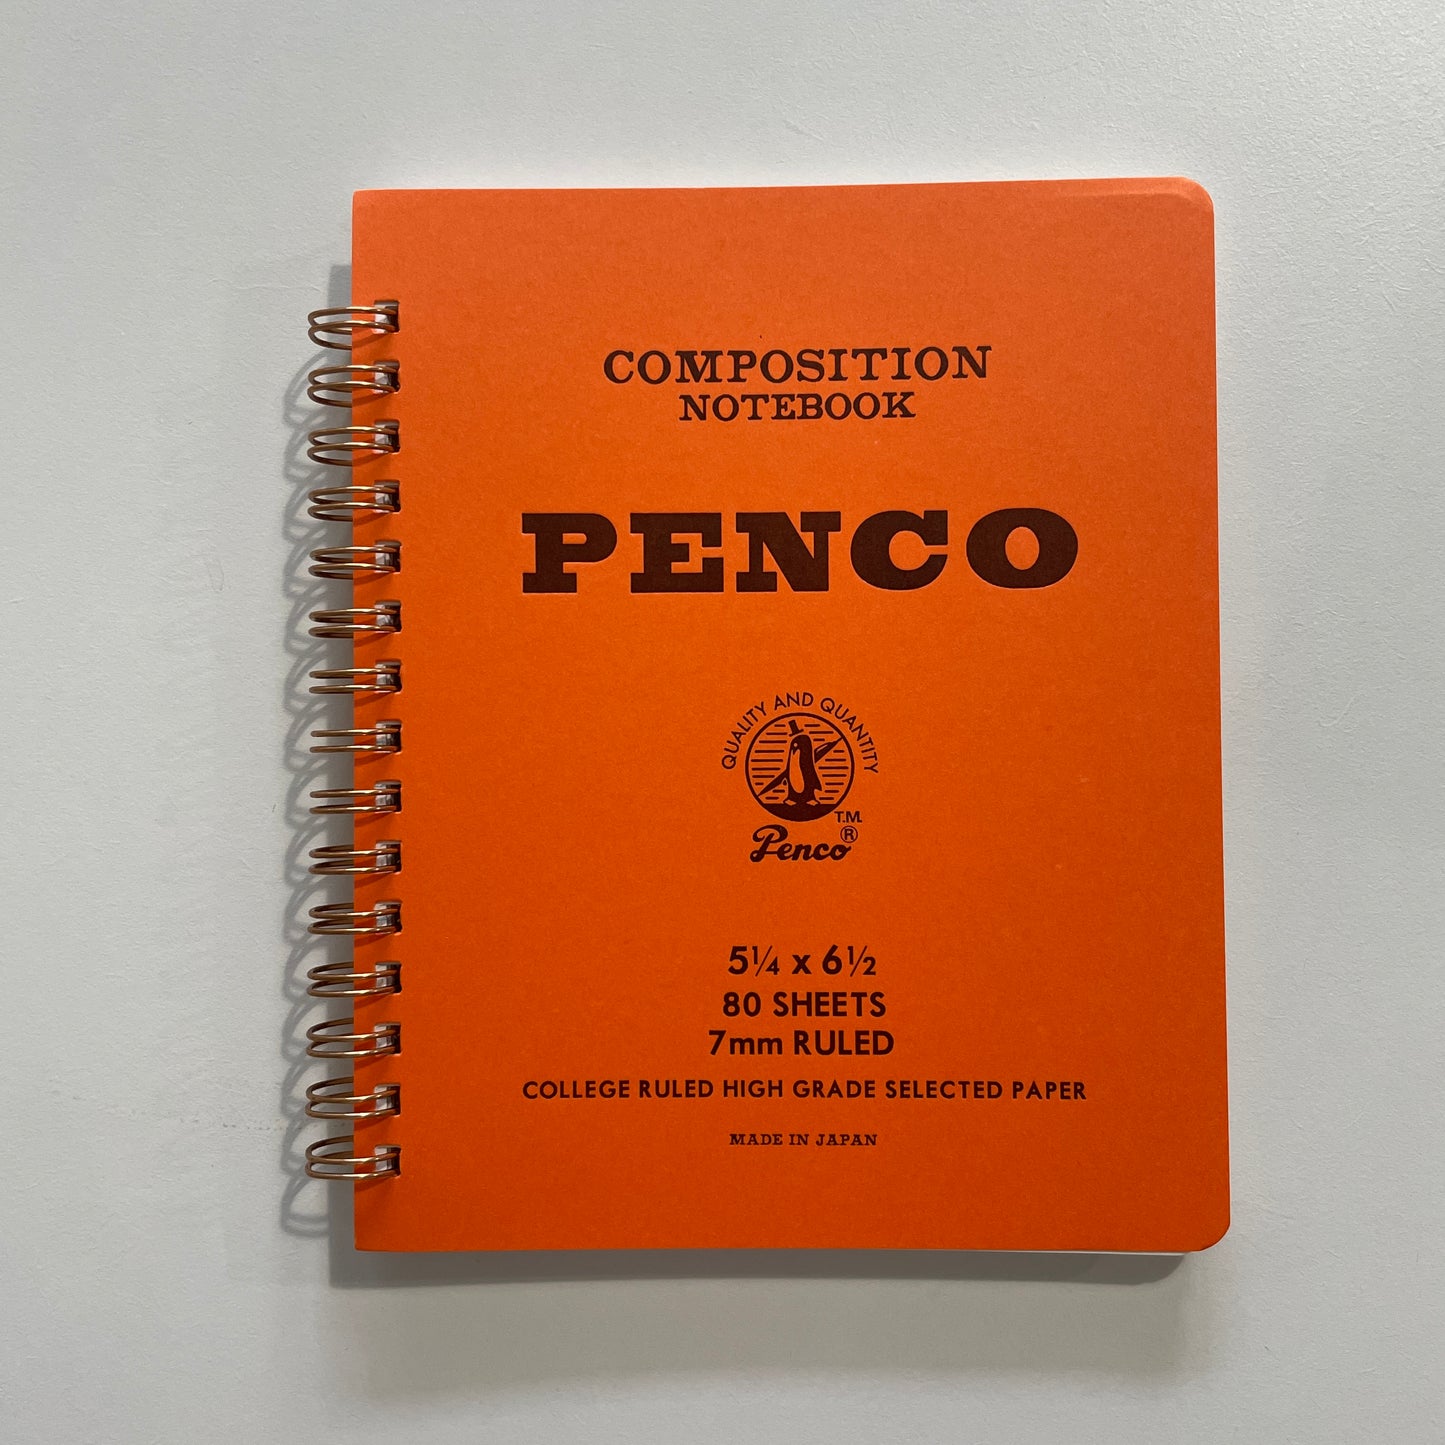 COMPOSITION
NOTEBOOK
PENCO
QUALITY AND QUANTITY
T.M.
Penco®
5¼ x 6½
80 SHEETS
7mm RULED
COLLEGE RULED HIGH GRADE SELECTED PAPER
MADE IN JAPAN